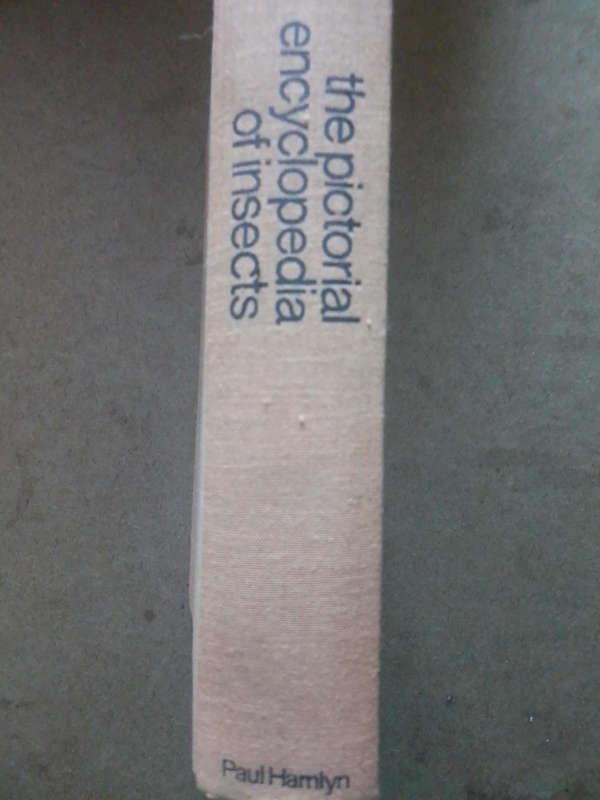 the pictorial
encyclopedia
of insects
Paul Hamlyn